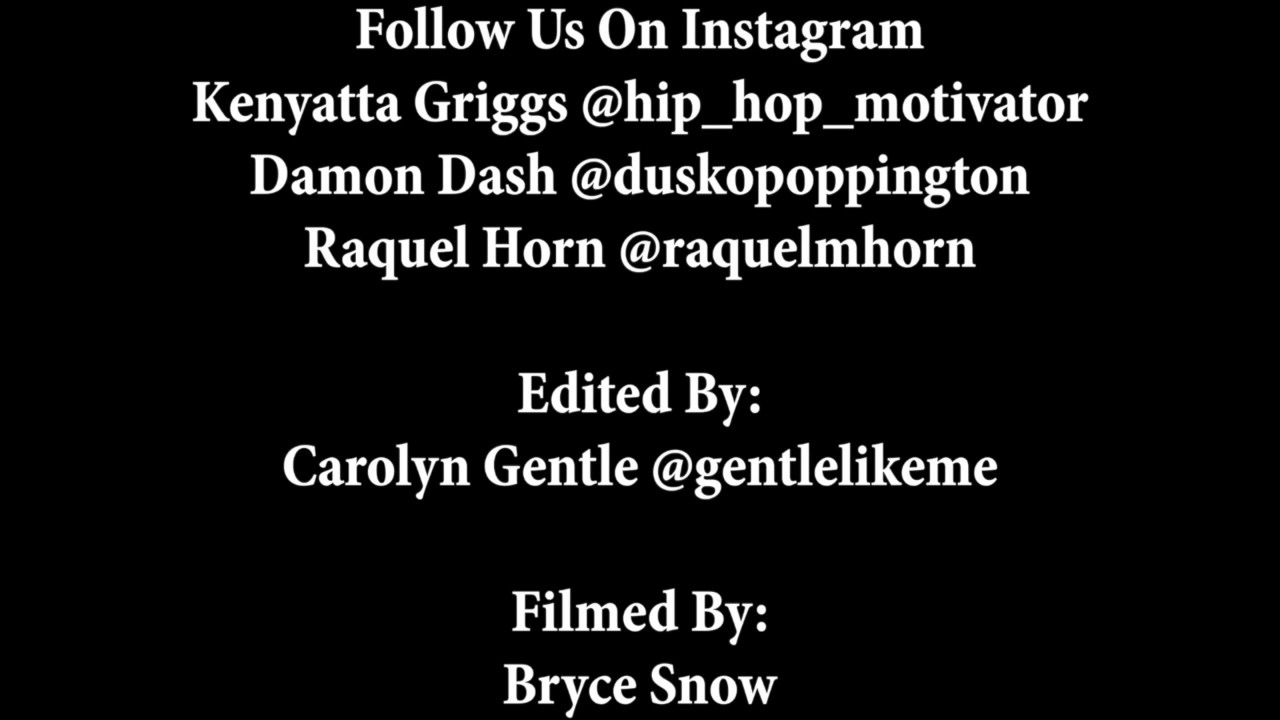 Follow Us On Instagram
Kenyatta Griggs @hip_hop_motivator
Damon Dash @duskopoppington
Raquel Horn @raquelmhorn
Edited By:
Carolyn Gentle @gentlelikeme
Filmed By:
Bryce Snow